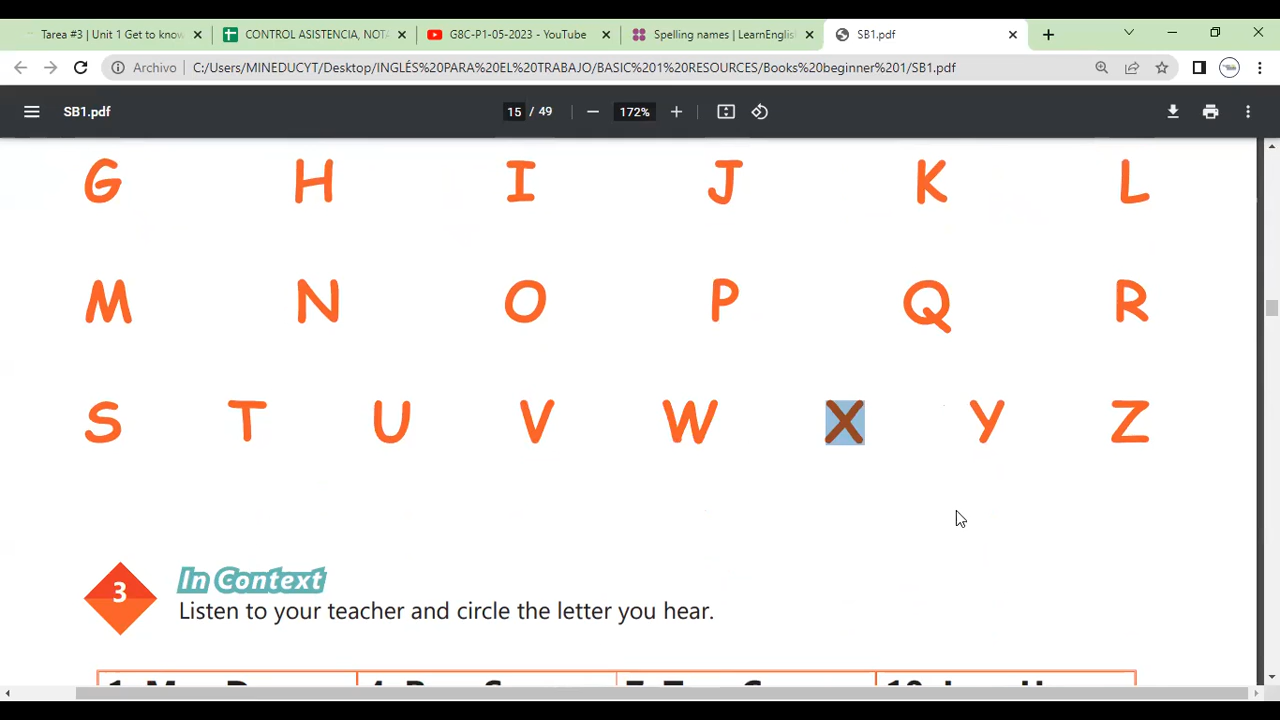 Tarea #3 | Unit 1 Get to know
CONTROL ASISTENCIA, NOTA
G8C-P1-05-2023 - YouTube
Spelling names | LearnEnglish
SB1.pdf
Archivo
C:/Users/MINEDUCYT/Desktop/INGLÉS%20PARA%20EL%20TRABAJO/BASIC%201%20RESOURCES/Books%20beginner%201/SB1.pdf
SB1.pdf
15 / 49
172%
G H I J K L
M N O P Q R
S T U V W X Y Z
3 In Context
Listen to your teacher and circle the letter you hear.